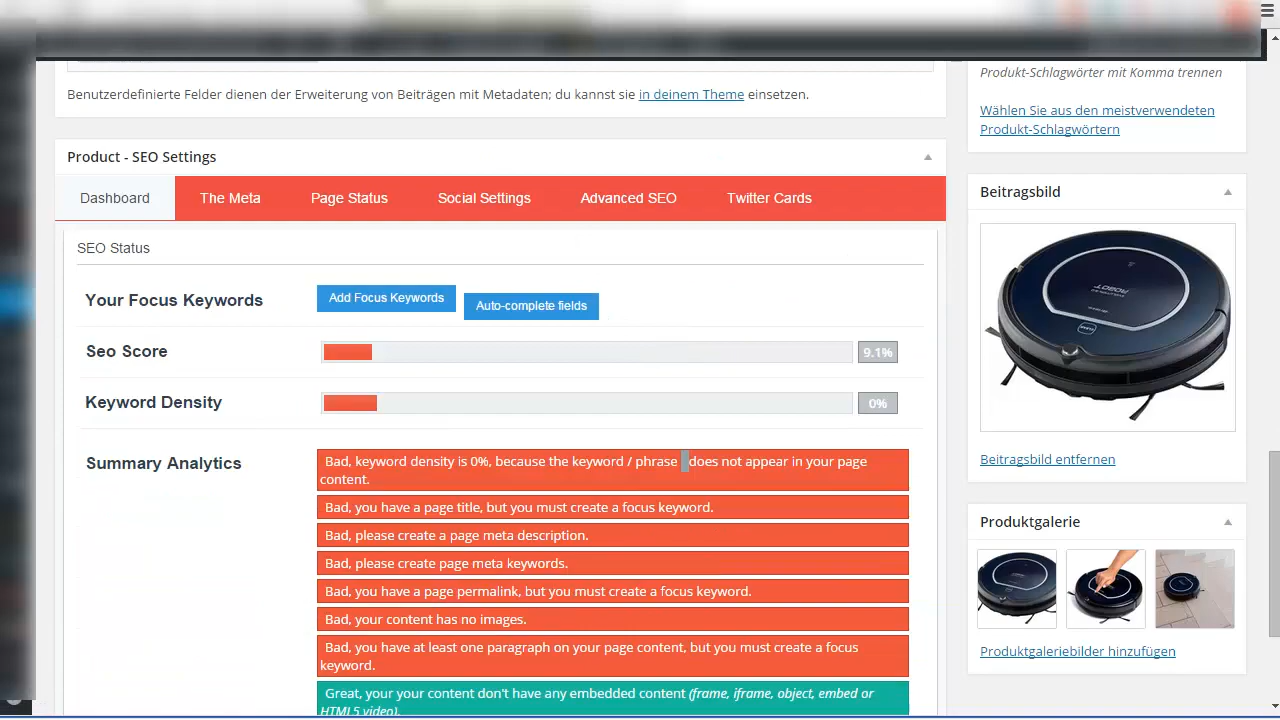 Benutzerdefinierte Felder dienen der Erweiterung von Beiträgen mit Metadaten; du kannst sie in deinem Theme einsetzen.
Product - SEO Settings
Dashboard
The Meta
Page Status
Social Settings
Advanced SEO
Twitter Cards
SEO Status
Your Focus Keywords
Add Focus Keywords
Auto-complete fields
Seo Score
9.1%
Keyword Density
0%
Summary Analytics
Bad, keyword density is 0%, because the keyword / phrase does not appear in your page
content.
Bad, you have a page title, but you must create a focus keyword.
Bad, please create a page meta description.
Bad, please create page meta keywords.
Bad, you have a page permalink, but you must create a focus keyword.
Bad, your content has no images.
Bad, you have at least one paragraph on your page content, but you must create a focus
keyword.
Great, your your content don't have any embedded content (frame, iframe, object, embed or
HTML5 video).
Produkt-Schlagwörter mit Komma trennen
Wählen Sie aus den meistverwendeten
Produkt-Schlagwörtern
Beitragsbild
Beitragsbild entfernen
Produktgalerie
Produktgaleriebilder hinzufügen